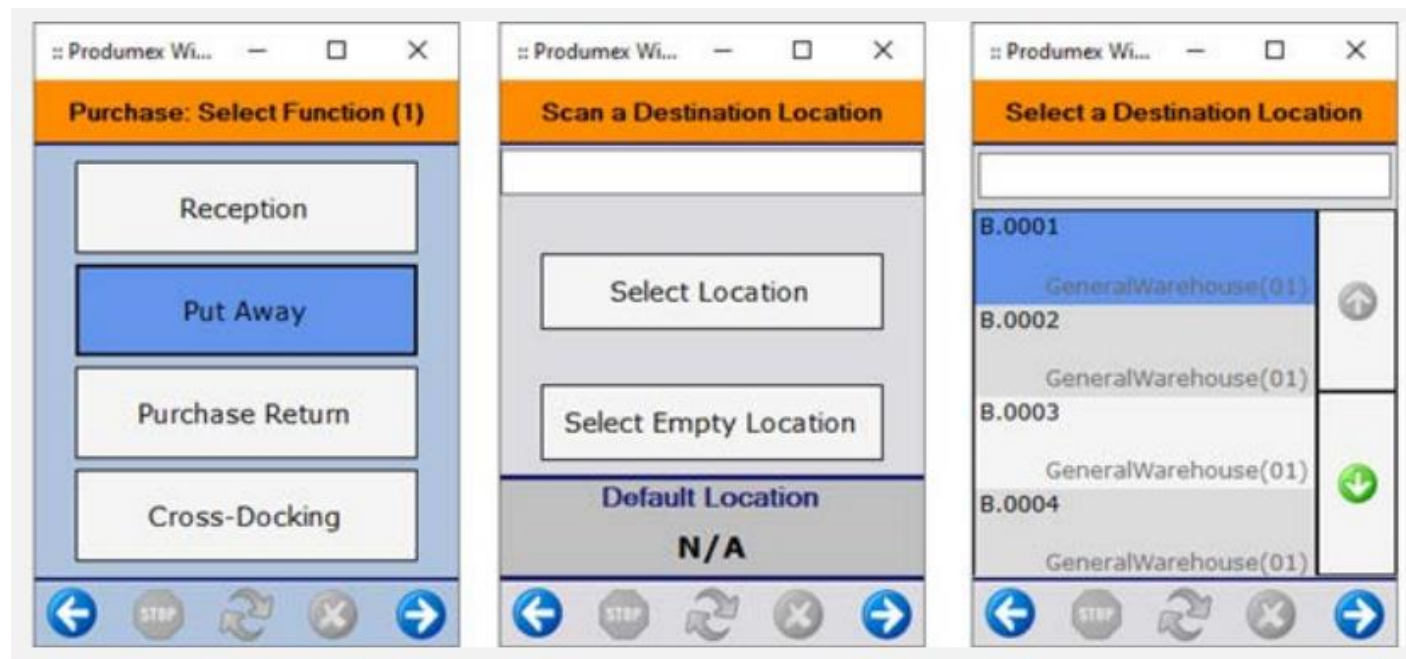 :: Produmex Wi...
Purchase: Select Function (1)
Reception
Put Away
Purchase Return
Cross-Docking
STOP
:: Produmex Wi...
Scan a Destination Location
Select Location
Select Empty Location
Default Location
N/A
STOP
:: Produmex Wi...
Select a Destination Location
B.0001
GeneralWarehouse(01)
B.0002
GeneralWarehouse(01)
B.0003
GeneralWarehouse(01)
B.0004
GeneralWarehouse(01)
STOP